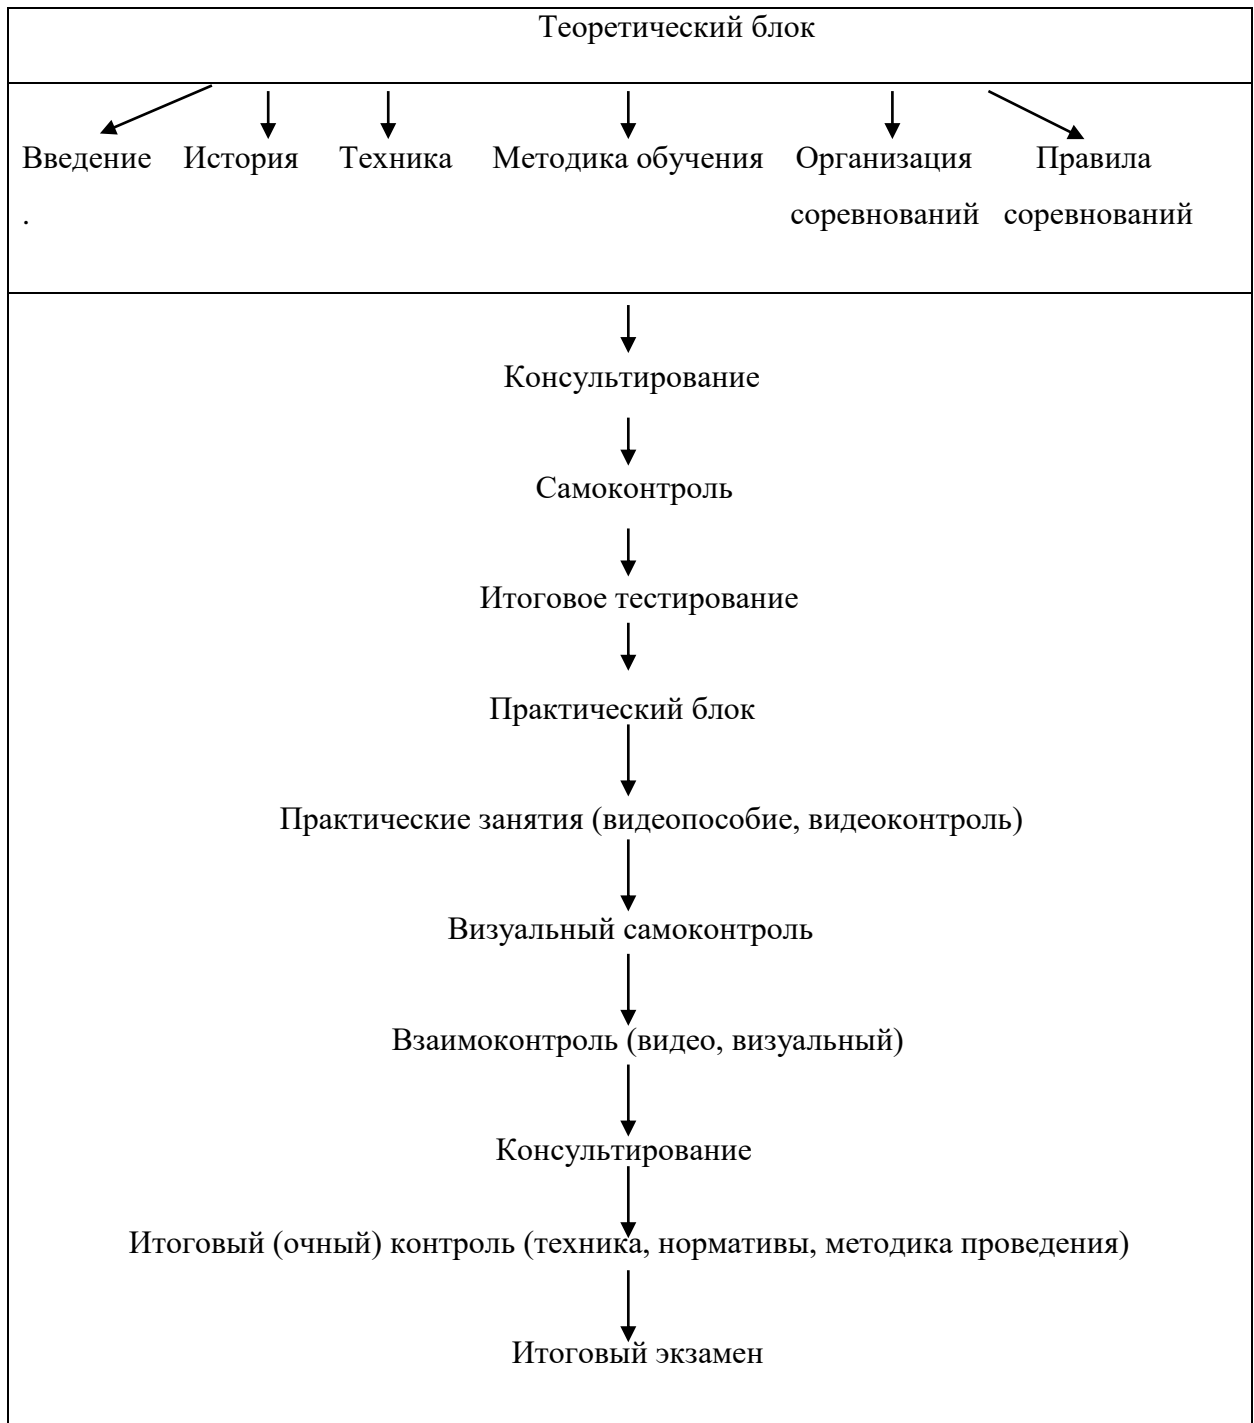 Теоретический блок
Введение История Техника Методика обучения Организация Правила
. соревнований соревнований
Консультирование
Самоконтроль
Итоговое тестирование
Практический блок
Практические занятия (видеопособие, видеоконтроль)
Визуальный самоконтроль
Взаимоконтроль (видео, визуальный)
Консультирование
Итоговый (очный) контроль (техника, нормативы, методика проведения)
Итоговый экзамен